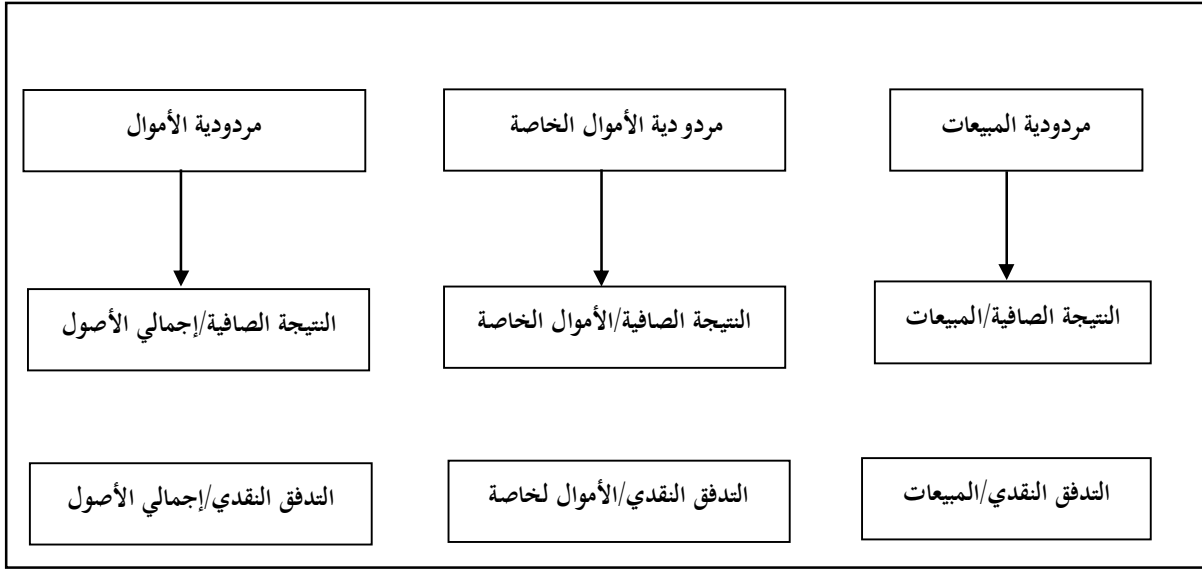 مردودية المبيعات
مردو دية الأموال الخاصة
مردودية الأموال
النتيجة الصافية/المبيعات
النتيجة الصافية/الأموال الخاصة
النتيجة الصافية/إجمالي الأصول
التدفق النقدي/المبيعات
التدفق النقدي/الأموال لخاصة
التدفق النقدي/إجمالي الأصول